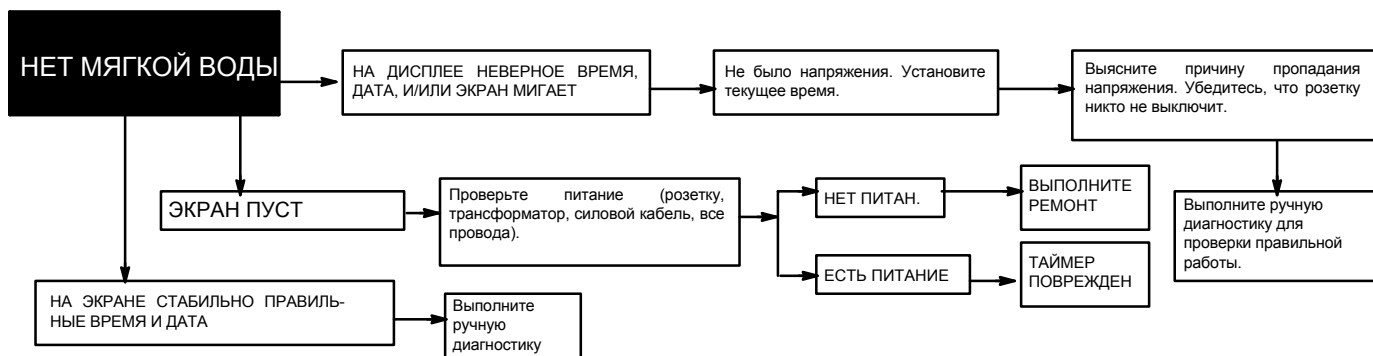 НЕТ МЯГКОЙ ВОДЫ
НА ДИСПЛЕЕ НЕВЕРНОЕ ВРЕМЯ,
ДАТА, И/ИЛИ ЭКРАН МИГАЕТ
Не было напряжения. Установите
текущее время.
Выясните причину пропадания
напряжения. Убедитесь, что розетку
никто не выключит.
ЭКРАН ПУСТ
Проверьте питание (розетку,
трансформатор, силовой кабель, все
провода).
НЕТ ПИТАН.
ВЫПОЛНИТЕ
РЕМОНТ
Выполните ручную
диагностику для
проверки правильной
работы.
ЕСТЬ ПИТАНИЕ
ТАЙМЕР
ПОВРЕЖДЕН
НА ЭКРАНЕ СТАБИЛЬНО ПРАВИЛЬ-
НЫЕ ВРЕМЯ И ДАТА
Выполните
ручную
диагностику